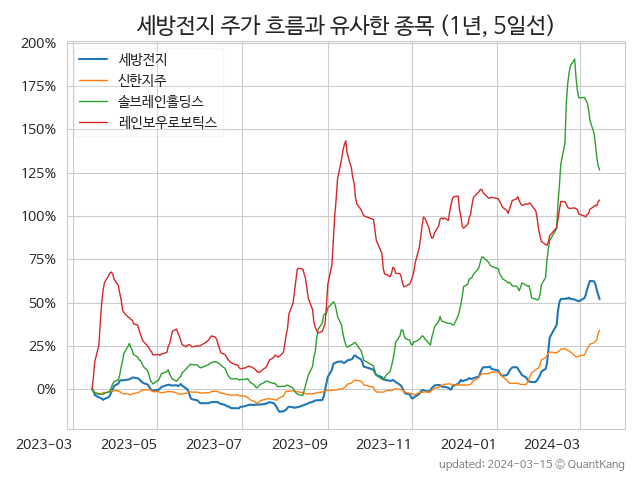 세방전지 주가 흐름과 유사한 종목 (1년, 5일선)
200%
175%
150%
125%
100%
75%
50%
25%
0%
세방전지
신한지주
솔브레인홀딩스
레인보우로보틱스
2023-03 2023-05 2023-07 2023-09 2023-11 2024-01 2024-03
updated: 2024-03-15 ⓒ QuantKang